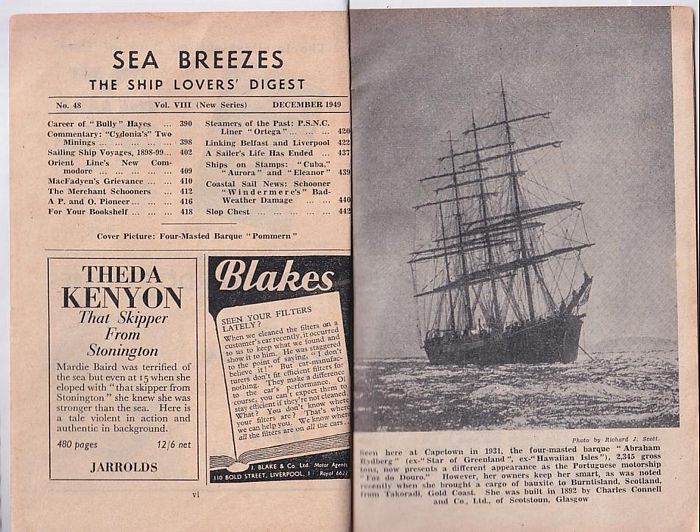 SEA BREEZES
THE SHIP LOVERS' DIGEST
No. 48 Vol. VIII (New Series) DECEMBER 1949
Career of "Bully" Hayes ... 390
Commentary: "Cydonia's" Two
Minings ... ... ... ... ... 398
Sailing Ship Voyages, 1898-99... 402
Orient Line's New Com-
modore ... ... ... ... ... 409
MacFadyen's Grievance ... ... 410
The Merchant Schooners ... ... 412
A P. and O. Pioneer... ... ... 416
For Your Bookshelf ... ... ... 418
Steamers of the Past: P.S.N.C.
Liner "Ortega" ... ... ... 420
Linking Belfast and Liverpool 422
A Sailor's Life Has Ended ... 437
Ships on Stamps: "Cuba,"
"Aurora" and "Eleanor" 439
Coastal Sail News: Schooner
"Windermere's" Bad-
Weather Damage ... ... 440
Slop Chest ... ... ... ... ... 442
Cover Picture: Four-Masted Barque "Pommern"
THEDA
KENYON
That Skipper
From
Stonington
Mardie Baird was terrified of
the sea but even at 15 when she
eloped with "that skipper from
Stonington" she knew she was
stronger than the sea. Here is
a tale violent in action and
authentic in background.
480 pages 12/6 net
JARROLDS
Blakes
SEEN YOUR FILTERS
LATELY?
When we cleaned the filters on a
customer's car recently, it occurred
to us to keep what we found and
show it to him. He was staggered
to the point of saying, "I don't
believe it!" But car-manufac-
turers don't fit efficient filters for
nothing. They make a difference
to the car's performance. Of
course, you can't expect them to
stay efficient if they're not cleaned.
What? You don't know where
your filters are? That's where
we can help you. We know where
all the filters are on all the cars...
J. BLAKE & Co. Ltd. Motor Agents
110 BOLD STREET, LIVERPOOL, 1 Royal 6622
vi
Photo by Richard J. Scott.
Seen here at Capetown in 1931, the four-masted barque "Abraham
Rydberg" (ex-"Star of Greenland", ex-"Hawaiian Isles"), 2,345 gross
tons, now presents a different appearance as the Portuguese motorship
"Foz do Douro." However, her owners keep her smart, as was noted
recently when she brought a cargo of bauxite to Burntisland, Scotland,
from Takoradi, Gold Coast. She was built in 1892 by Charles Connell
and Co., Ltd., of Scotstoun, Glasgow